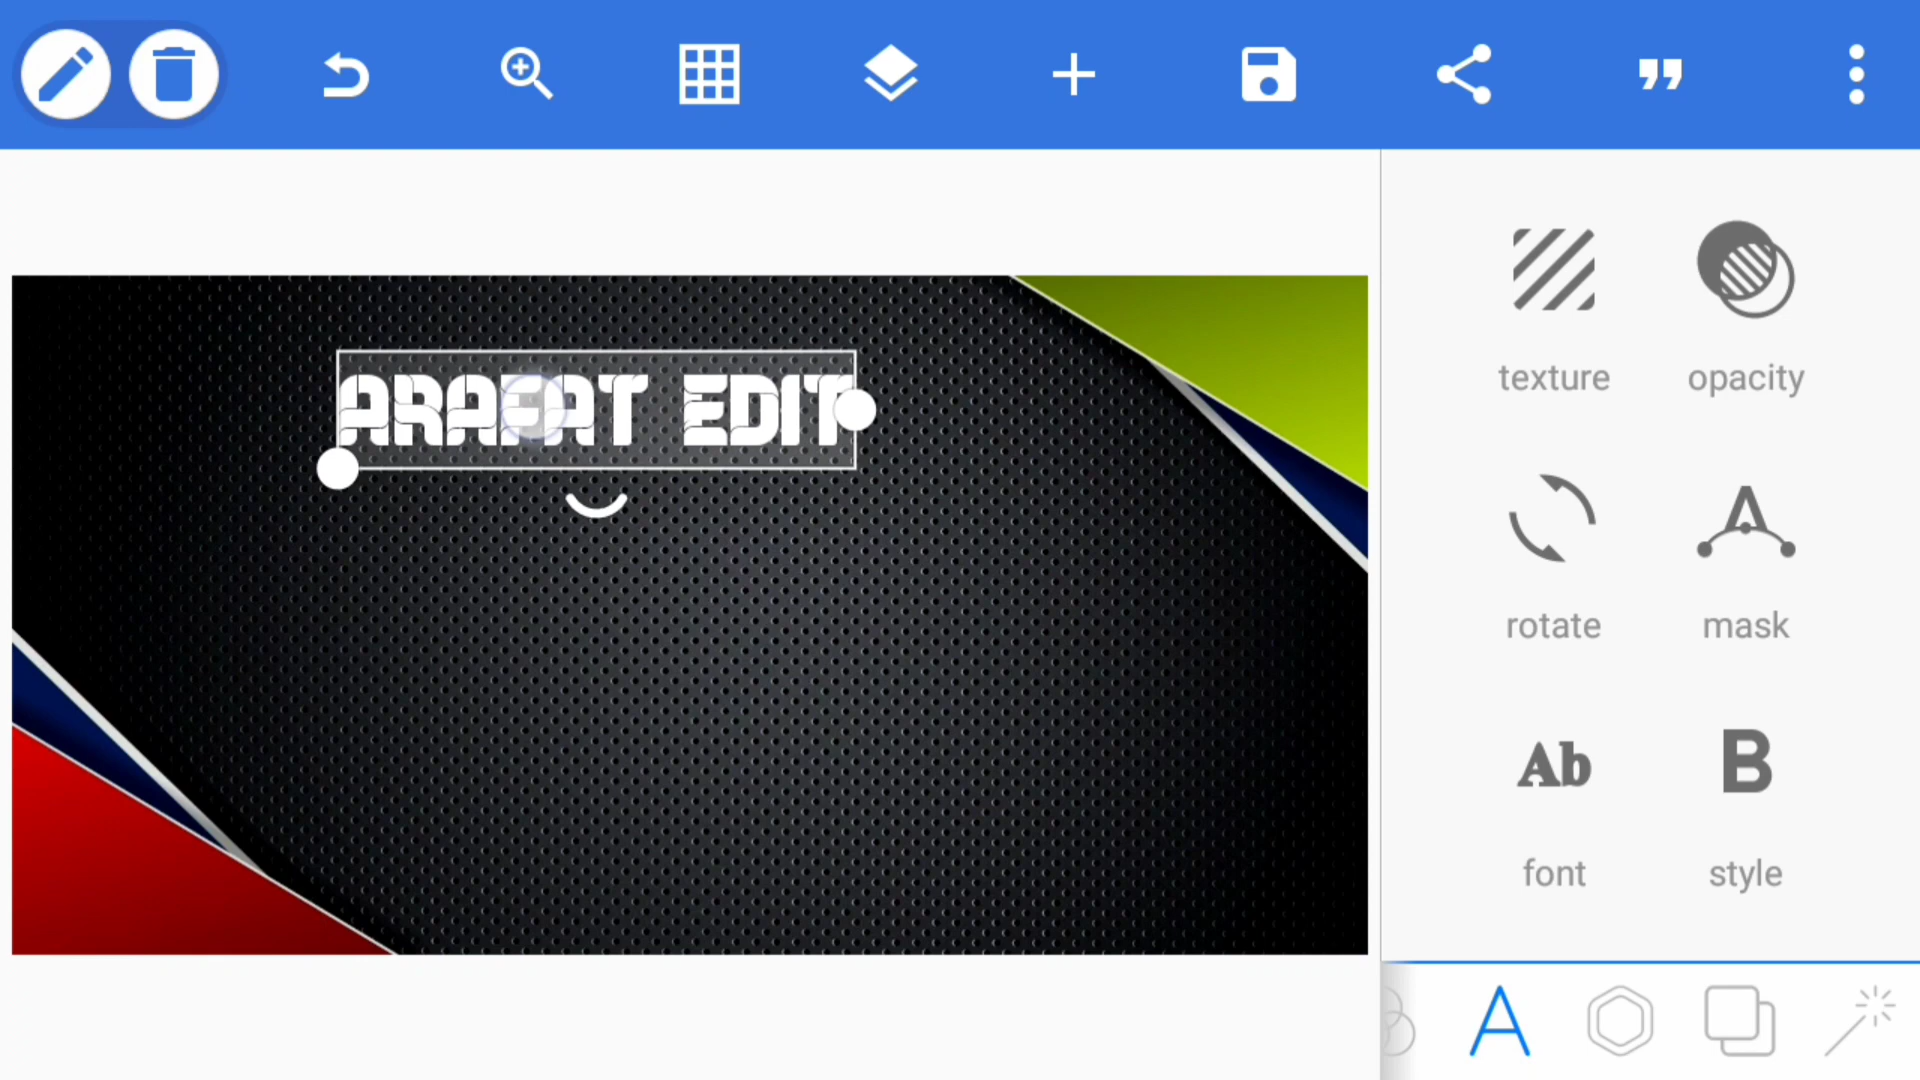 ARAFAT EDIT
texture
opacity
rotate
mask
Ab
B
font
style
A